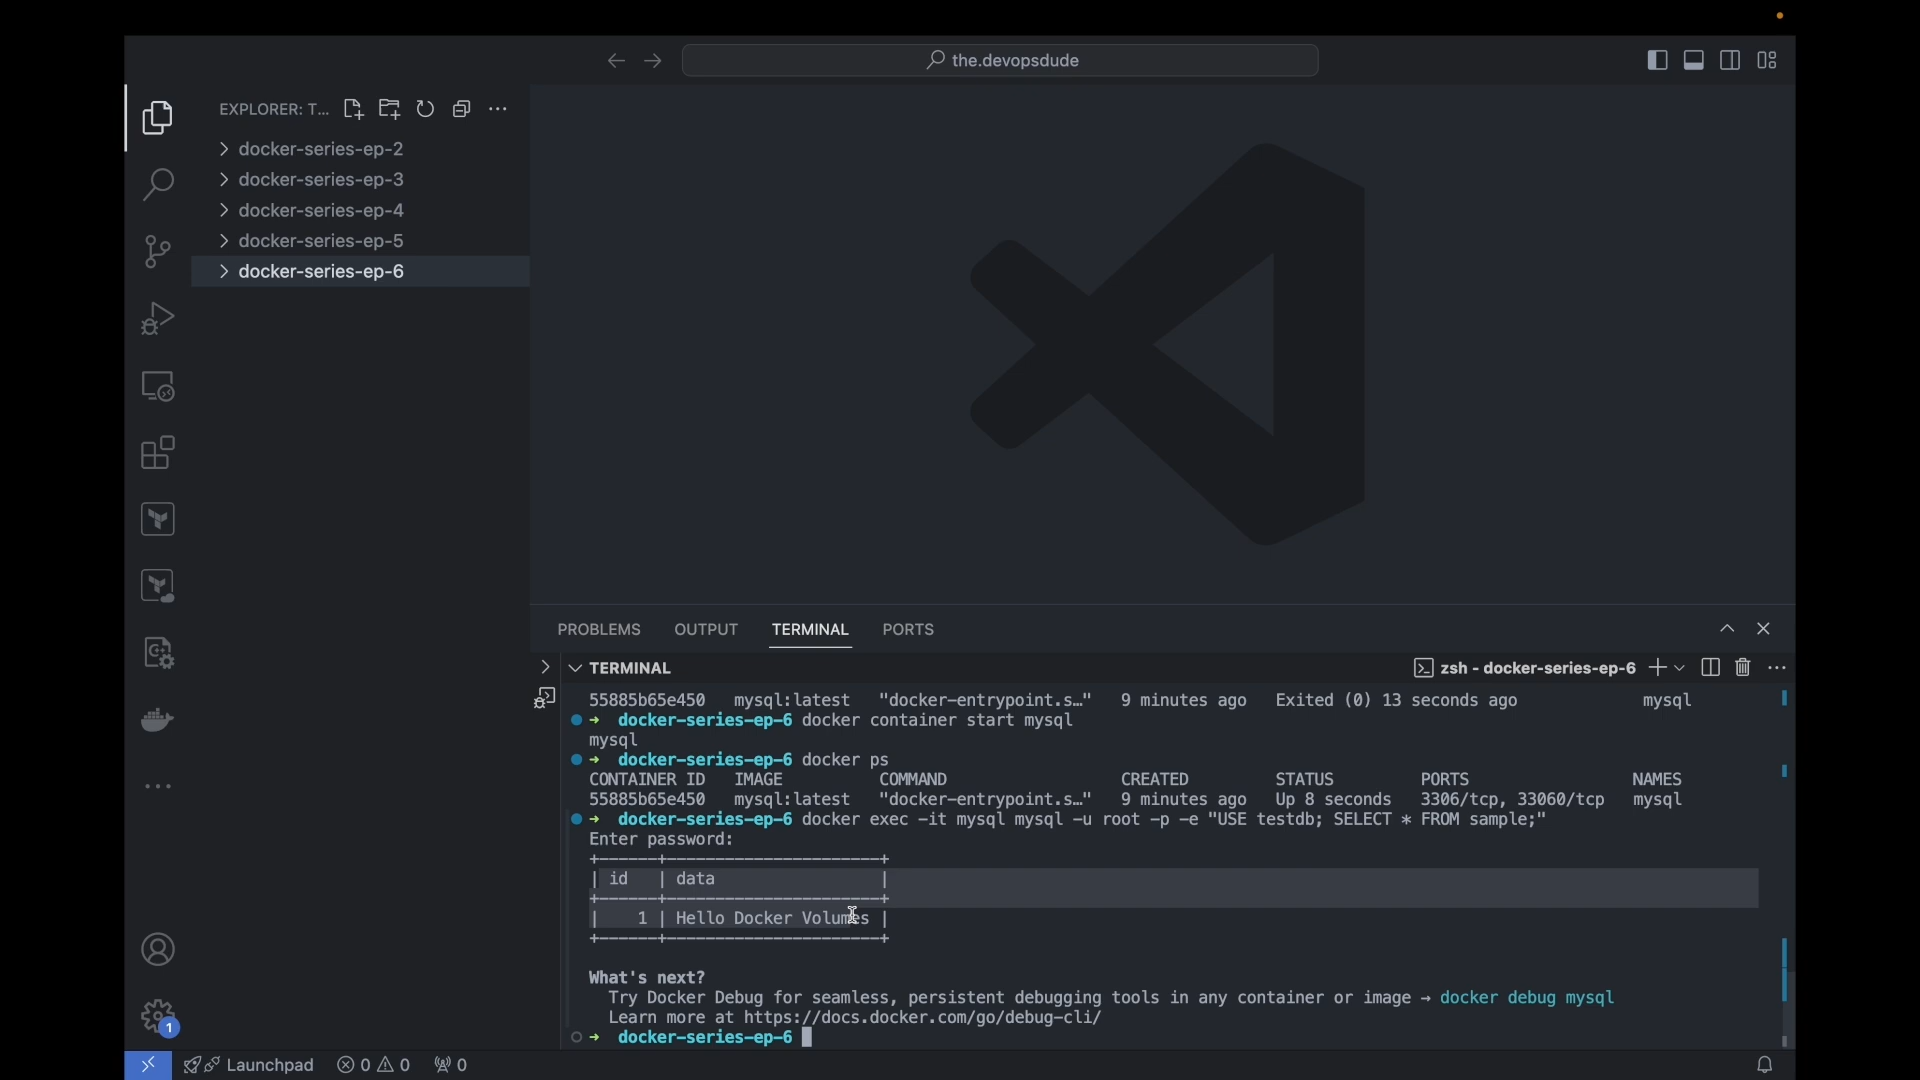 the.devopsdude
EXPLORER: T...
docker-series-ep-2
docker-series-ep-3
docker-series-ep-4
docker-series-ep-5
docker-series-ep-6
PROBLEMS OUTPUT TERMINAL PORTS
TERMINAL
zsh - docker-series-ep-6
55885b65e450 mysql:latest "docker-entrypoint.s…" 9 minutes ago Exited (0) 13 seconds ago mysql
➜ docker-series-ep-6 docker container start mysql
mysql
➜ docker-series-ep-6 docker ps
CONTAINER ID IMAGE COMMAND CREATED STATUS PORTS NAMES
55885b65e450 mysql:latest "docker-entrypoint.s…" 9 minutes ago Up 8 seconds 3306/tcp, 33060/tcp mysql
➜ docker-series-ep-6 docker exec -it mysql mysql -u root -p -e "USE testdb; SELECT * FROM sample;"
Enter password:
+------+----------------------+
| id | data |
+------+----------------------+
| 1 | Hello Docker Volumes |
+------+----------------------+
What's next?
Try Docker Debug for seamless, persistent debugging tools in any container or image → docker debug mysql
Learn more at https://docs.docker.com/go/debug-cli/
➜ docker-series-ep-6
1
Launchpad 0 0 0